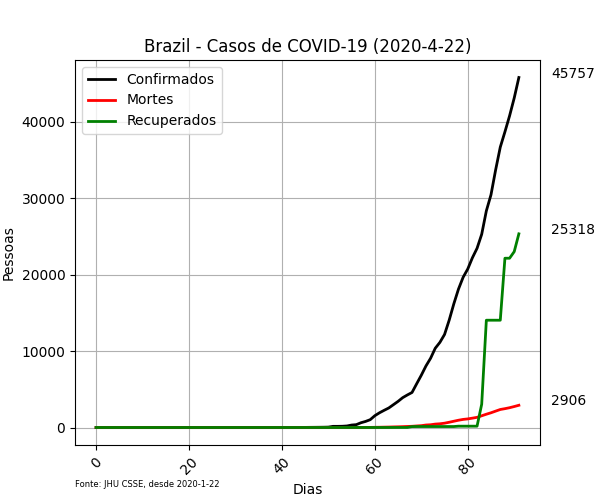 Brazil - Casos de COVID-19 (2020-4-22)
Confirmados
Mortes
Recuperados
45757
25318
2906
Pessoas
40000
30000
20000
10000
0
0 20 40 60 80
Dias
Fonte: JHU CSSE, desde 2020-1-22